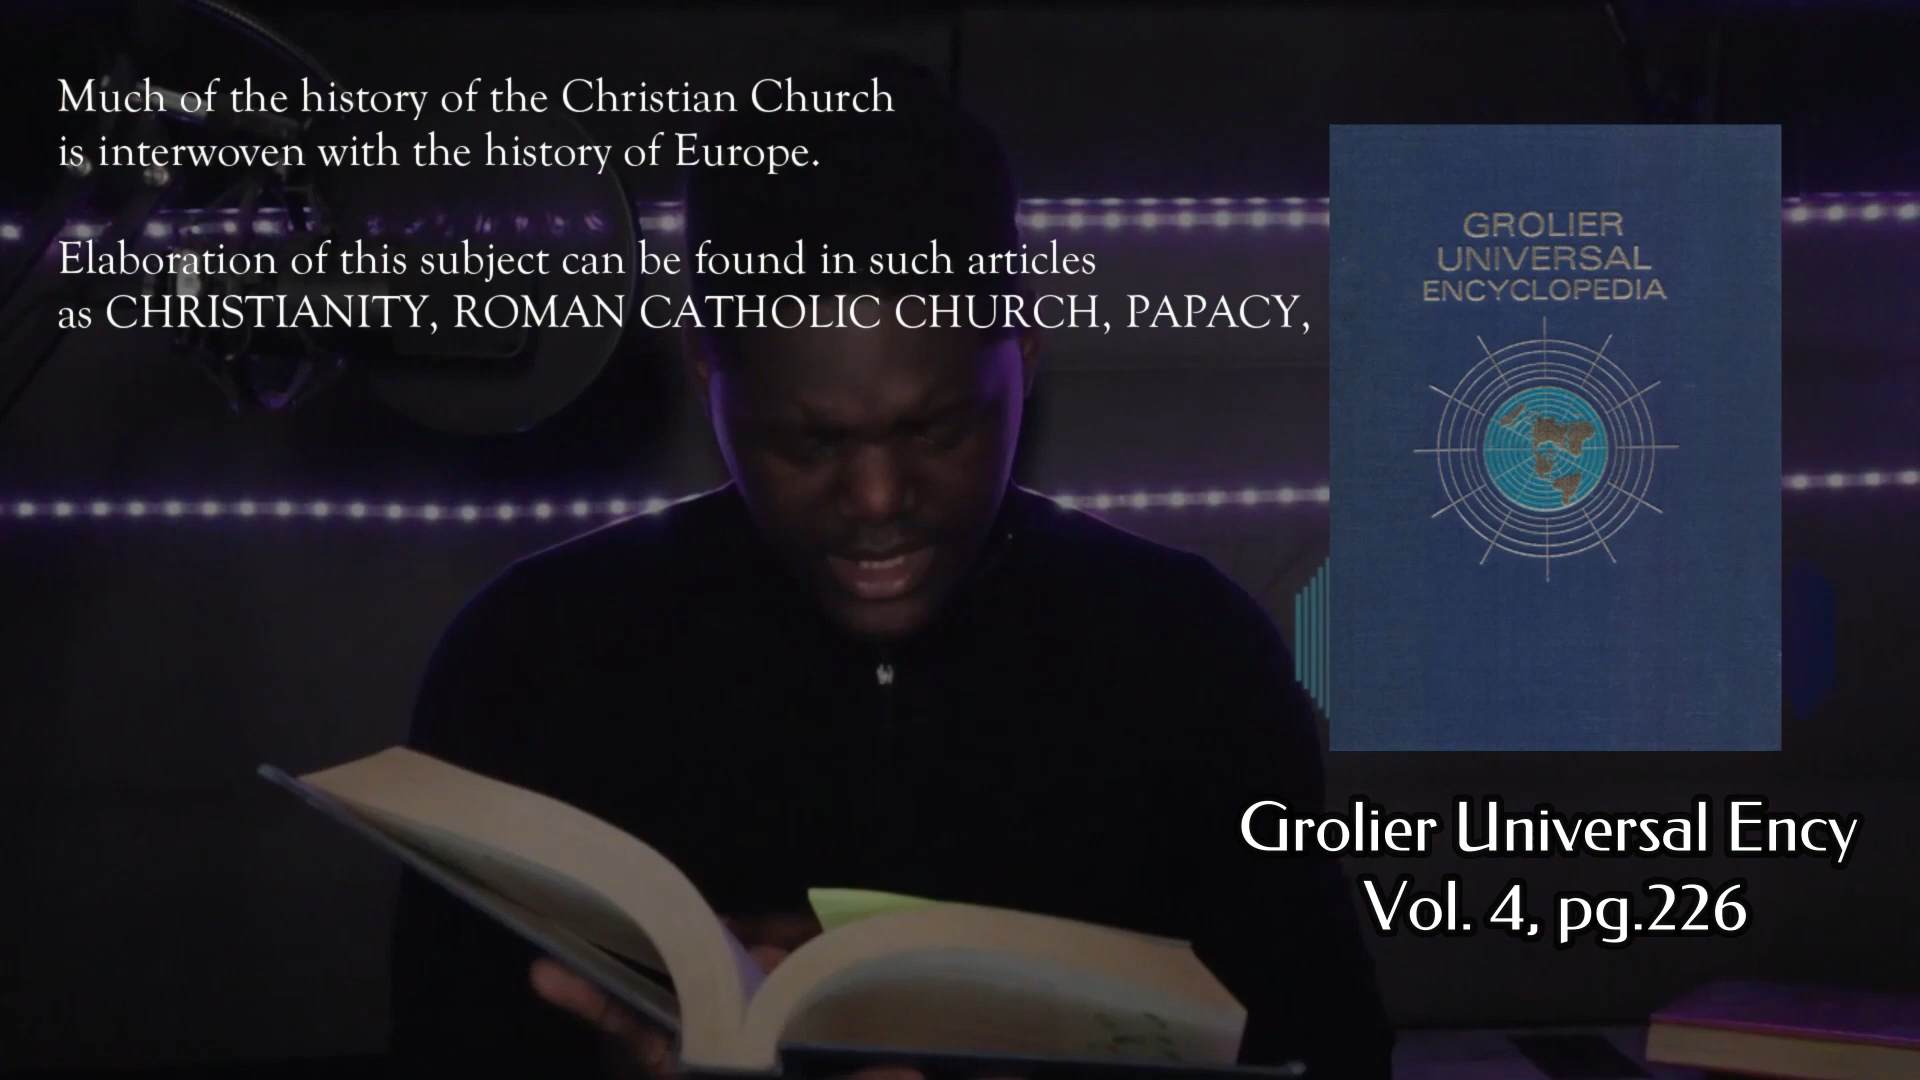 Much of the history of the Christian Church
is interwoven with the history of Europe.
Elaboration of this subject can be found in such articles
as CHRISTIANITY, ROMAN CATHOLIC CHURCH, PAPACY,
GROLIER
UNIVERSAL
ENCYCLOPEDIA
Grolier Universal Ency
Vol. 4, pg.226